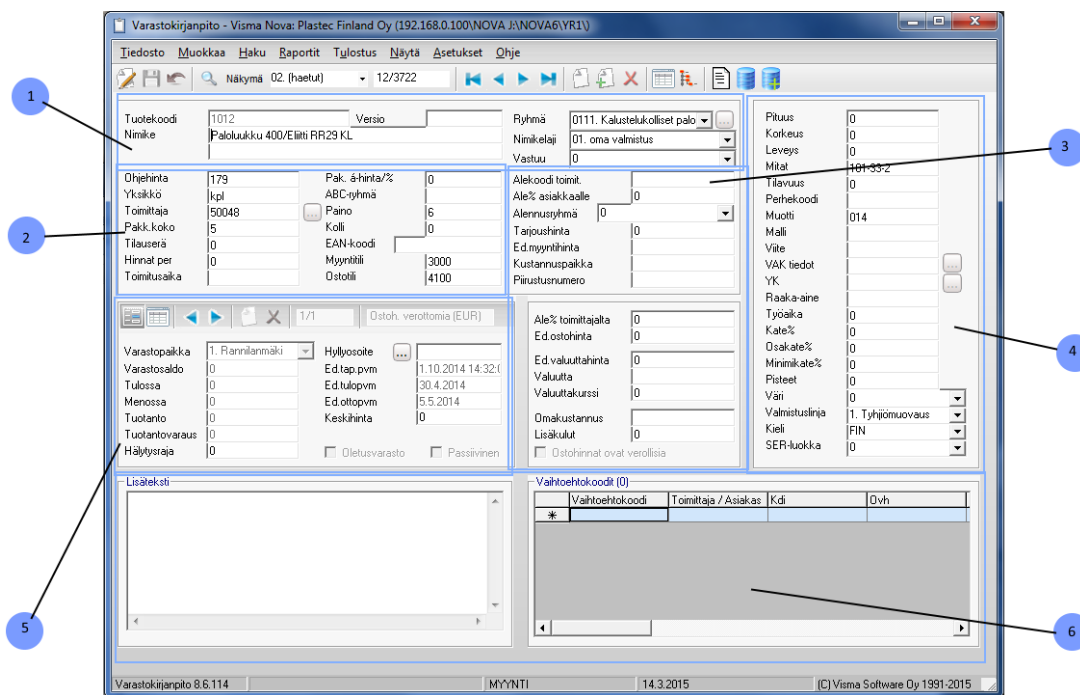 Varastokirjanpito - Visma Nova: Plastec Finland Oy (192.168.0.100\NOVA J:\NOVA6\YR1\)
Tiedosto Muokkaa Haku Raportit Tulostus Näytä Asetukset Ohje
Näkymä 02. (haetut) 12/3722
1
Tuotekoodi 1012 Versio
Nimike Paloluukku 400/Eliitti RR29 KL
Ryhmä 0111. Kalustelukolliset palo ...
Nimikelaji 01. oma valmistus
Vastuu 0
2
Ohjehinta 179 Pak. á-hinta/% 0
Yksikkö kpl ABC-ryhmä
Toimittaja 50048 ... Paino 6
Pakk.koko 5 Kolli 0
Tilauserä 0 EAN-koodi
Hinnat per 0 Myyntitili 3000
Toimitusaika Ostotili 4100
3
Alekoodi toimit.
Ale% asiakkaalle 0
Alennusryhmä 0
Tarjoushinta 0
Ed.myyntihinta
Kustannuspaikka
Piirustusnumero
Ale% toimittajalta 0
Ed.ostohinta 0
Ed.valuuttahinta 0
Valuutta
Valuuttakurssi 0
Omakustannus
Lisäkulut 0
Ostohinnat ovat verollisia
4
Pituus 0
Korkeus 0
Leveys 0
Mitat 101-33-2
Tilavuus 0
Perhekoodi
Muotti 014
Malli
Viite
VAK tiedot ...
YK ...
Raaka-aine
Työaika 0
Kate% 0
Osakate% 0
Minimikate% 0
Pisteet 0
Väri 0
Valmistuslinja 1. Tyhjiömuovaus
Kieli FIN
SER-luokka 0
5
1/1 Ostoh. verottomia (EUR)
Varastopaikka 1. Rannilanmäki Hyllyosoite ...
Varastosaldo 0 Ed.tap.pvm 1.10.2014 14:32:0
Tulossa 0 Ed.tulopvm 30.4.2014
Menossa 0 Ed.ottopvm 5.5.2014
Tuotanto 0 Keskihinta 0
Tuotantovaraus 0
Hälytysraja 0 Oletusvarasto Passiivinen
Lisäteksti
6
Vaihtoehtokoodit (0)
Vaihtoehtokoodi Toimittaja / Asiakas Kdi Ovh
*
Varastokirjanpito 8.6.114 MYYNTI 14.3.2015 (C) Visma Software Oy 1991-2015